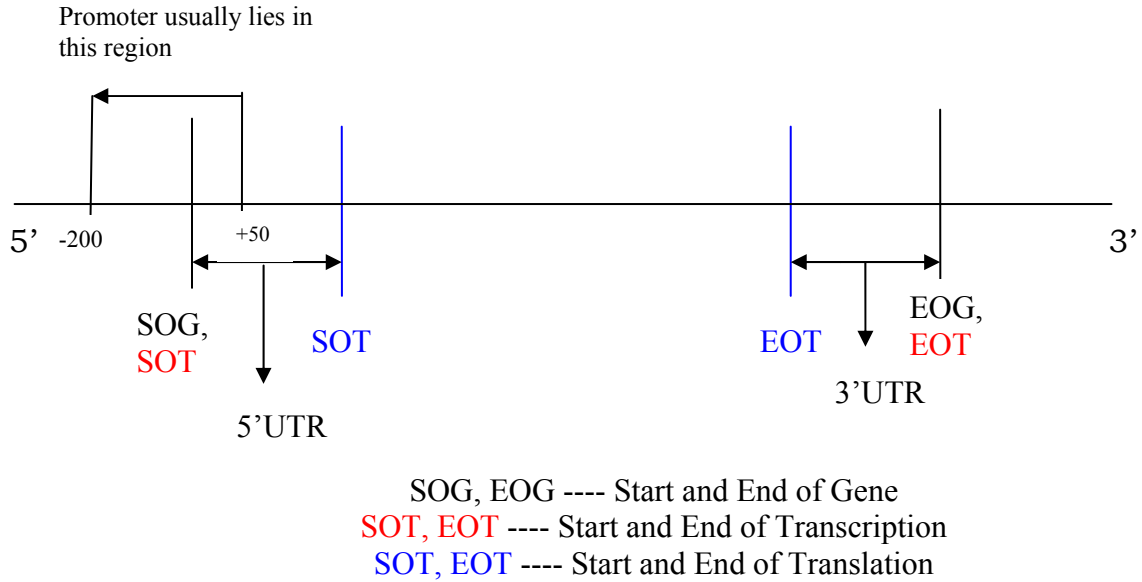 Promoter usually lies in
this region
5’
-200
+50
3’
SOG,
SOT
SOT
EOT
EOG,
EOT
5’UTR
3’UTR
SOG, EOG ---- Start and End of Gene
SOT, EOT ---- Start and End of Transcription
SOT, EOT ---- Start and End of Translation